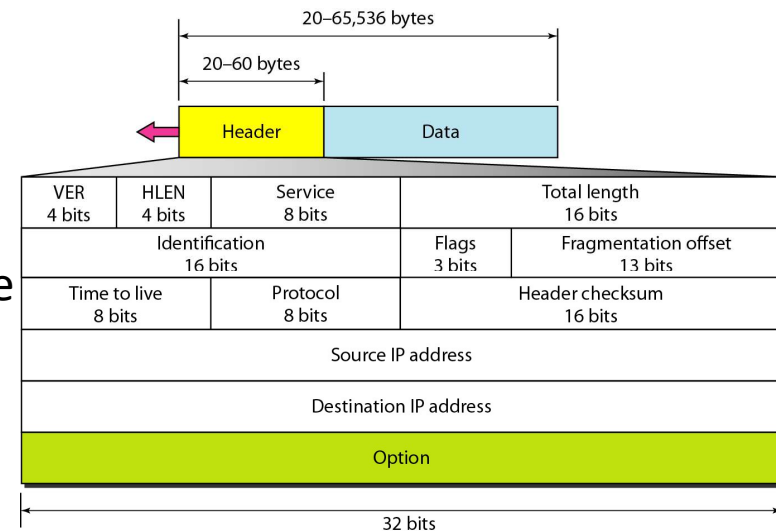 20–65,536 bytes
20–60 bytes
Header Data
VER HLEN Service Total length
4 bits 4 bits 8 bits 16 bits
Identification Flags Fragmentation offset
16 bits 3 bits 13 bits
e
Time to live Protocol Header checksum
8 bits 8 bits 16 bits
Source IP address
Destination IP address
Option
32 bits